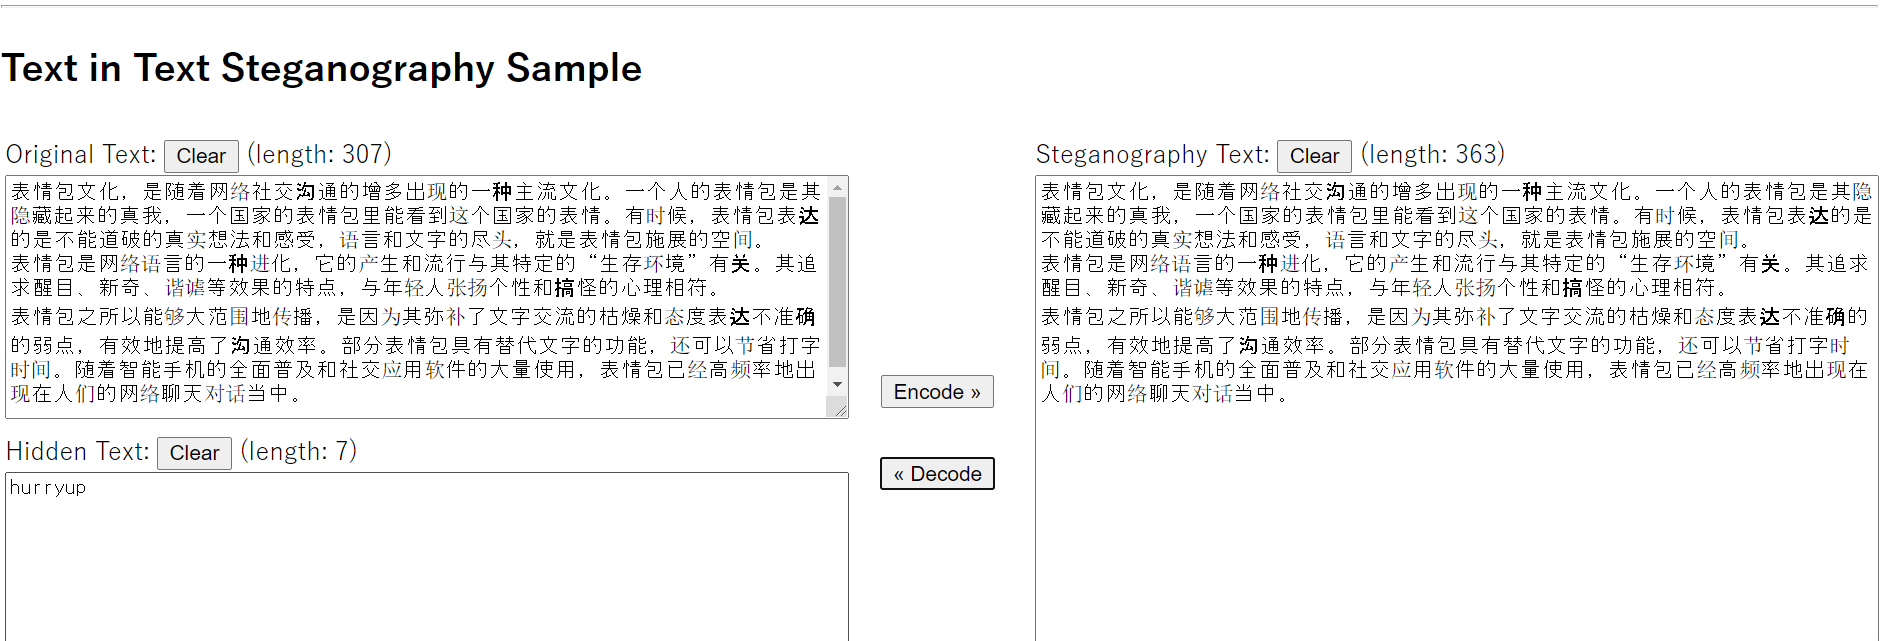 Text in Text Steganography Sample
Original Text: Clear (length: 307)
表情包文化，是随着网络社交沟通的增多出现的一种主流文化。一个人的表情包是其
隐藏起来的真我，一个国家的表情包里能看到这个国家的表情。有时候，表情包表达
的是不能道破的真实想法和感受，语言和文字的尽头，就是表情包施展的空间。
表情包是网络语言的一种进化，它的产生和流行与其特定的“生存环境”有关。其追
求醒目、新奇、谐谑等效果的特点，与年轻人张扬个性和搞怪的心理相符。
表情包之所以能够大范围地传播，是因为其弥补了文字交流的枯燥和态度表达不准确
的弱点，有效地提高了沟通效率。部分表情包具有替代文字的功能，还可以节省打字
时间。随着智能手机的全面普及和社交应用软件的大量使用，表情包已经高频率地出
现在人们的网络聊天对话当中。
Hidden Text: Clear (length: 7)
hurryup
Encode »
« Decode
Steganography Text: Clear (length: 363)
表情包文化，是随着网络社交沟通的增多出现的一种主流文化。一个人的表情包是其隐
藏起来的真我，一个国家的表情包里能看到这个国家的表情。有时候，表情包表达的是
不能道破的真实想法和感受，语言和文字的尽头，就是表情包施展的空间。
表情包是网络语言的一种进化，它的产生和流行与其特定的“生存环境”有关。其追求
醒目、新奇、谐谑等效果的特点，与年轻人张扬个性和搞怪的心理相符。
表情包之所以能够大范围地传播，是因为其弥补了文字交流的枯燥和态度表达不准确的
弱点，有效地提高了沟通效率。部分表情包具有替代文字的功能，还可以节省打字时
间。随着智能手机的全面普及和社交应用软件的大量使用，表情包已经高频率地出现在
人们的网络聊天对话当中。